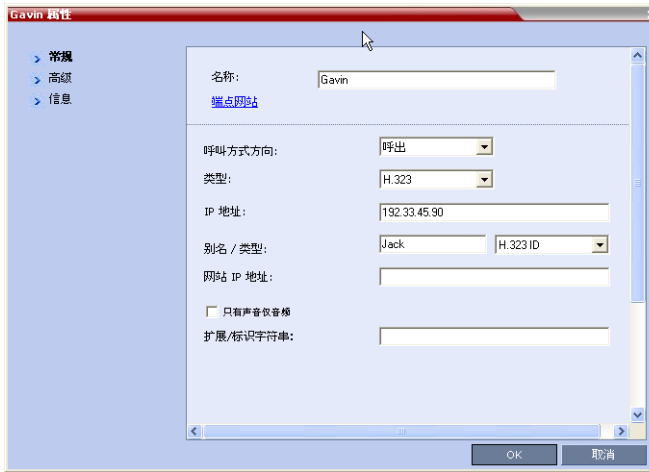 Gavin 属性
常规
高级
信息
名称: Gavin
端点网站
呼叫方式方向: 呼出
类型: H.323
IP 地址: 192.33.45.90
别名 / 类型: Jack H.323 ID
网站 IP 地址:
只有声音仅音频
扩展/标识字符串:
OK 取消